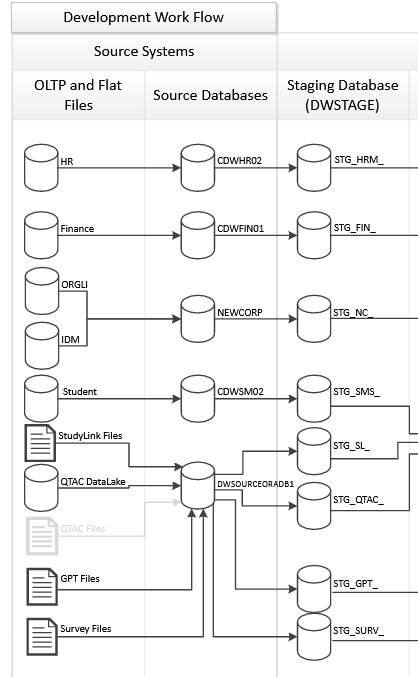 Development Work Flow
Source Systems
OLTP and Flat
Files
Source Databases
Staging Database
(DWSTAGE)
HR
CDWHR02
STG_HRM_
Finance
CDWFIN01
STG_FIN_
ORGLI
IDM
NEWCORP
STG_NC_
Student
CDWSM02
STG_SMS_
StudyLink Files
STG_SL_
QTAC DataLake
DWSOURCEORADB1
STG_QTAC_
QTAC Files
GPT Files
STG_GPT_
Survey Files
STG_SURV_